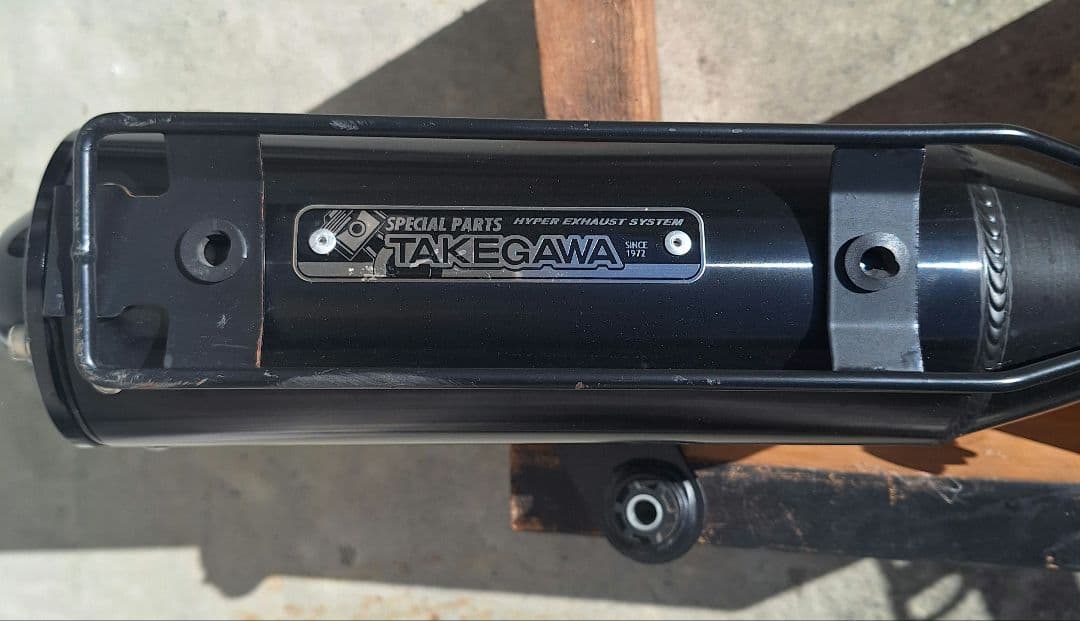 SPECIAL PARTS HYPER EXHAUST SYSTEM
TAKEGAWA SINCE 1972